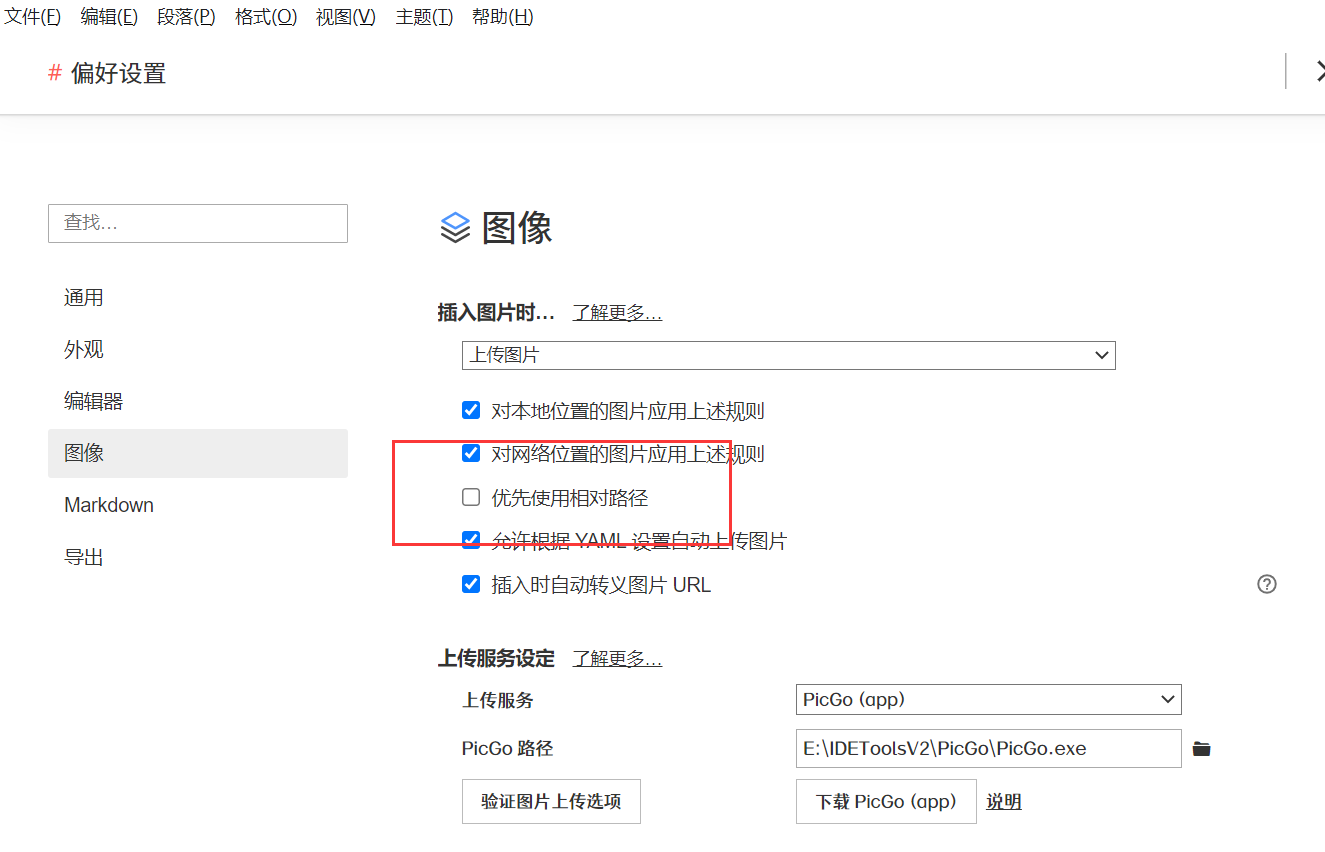 文件(F) 编辑(E) 段落(P) 格式(O) 视图(V) 主题(T) 帮助(H)
# 偏好设置
查找...
通用
外观
编辑器
图像
Markdown
导出
图像
插入图片时... 了解更多...
上传图片
对本地位置的图片应用上述规则
对网络位置的图片应用上述规则
优先使用相对路径
允许根据 YAML 设置自动上传图片
插入时自动转义图片 URL
上传服务设定 了解更多...
上传服务 PicGo (app)
PicGo 路径 E:\IDEToolsV2\PicGo\PicGo.exe
验证图片上传选项 下载 PicGo (app) 说明